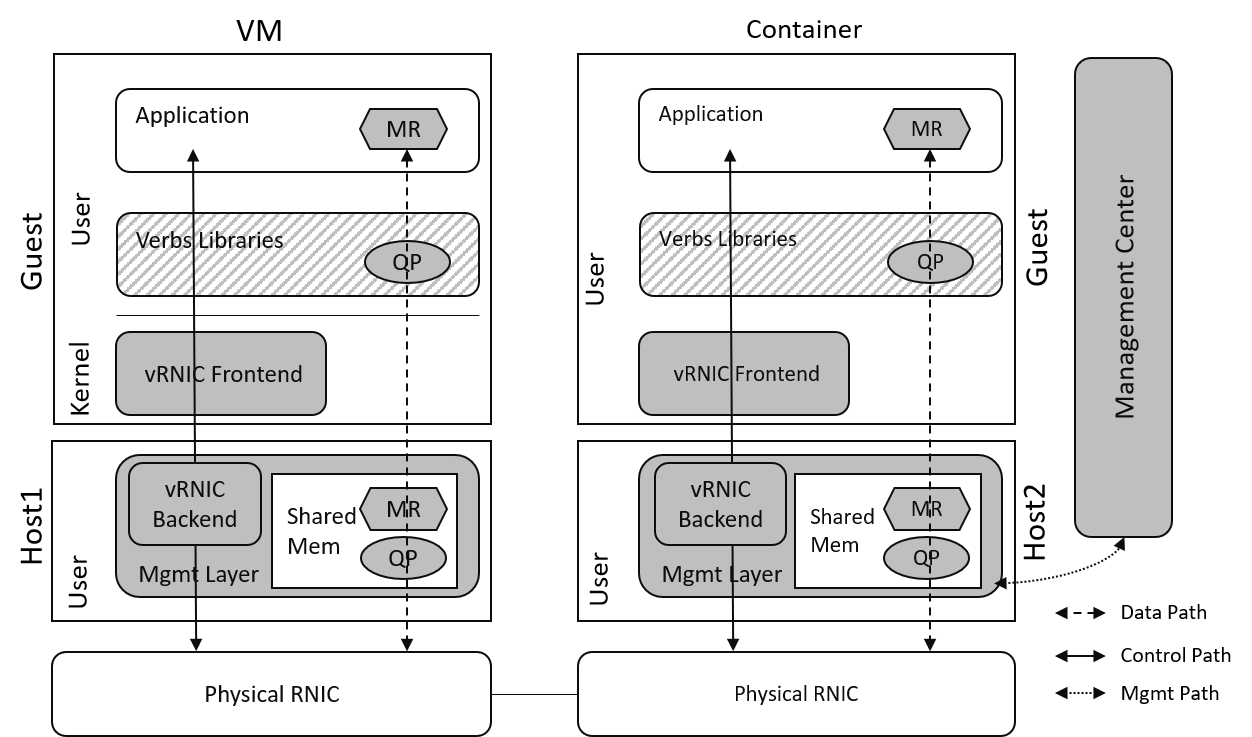 VM
Container
Guest
User
Application
MR
Verbs Libraries
QP
Kernel
vRNIC Frontend
User
Application
MR
Verbs Libraries
QP
vRNIC Frontend
Guest
Management Center
Host1
User
vRNIC
Backend
Mgmt Layer
Shared
Mem
MR
QP
User
vRNIC
Backend
Mgmt Layer
Shared
Mem
MR
QP
Host2
Physical RNIC
Physical RNIC
Data Path
Control Path
Mgmt Path